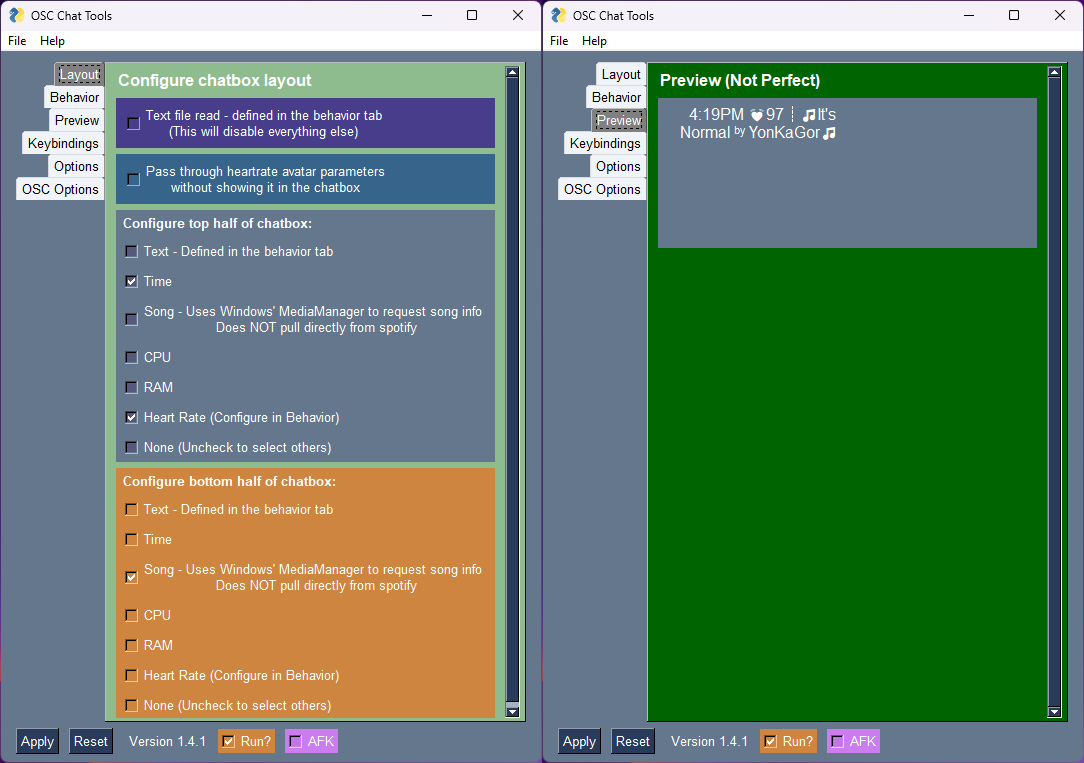 OSC Chat Tools
File Help
Layout
Behavior
Preview
Keybindings
Options
OSC Options
Configure chatbox layout
Text file read - defined in the behavior tab
(This will disable everything else)
Pass through heartrate avatar parameters
without showing it in the chatbox
Configure top half of chatbox:
Text - Defined in the behavior tab
Time
Song - Uses Windows' MediaManager to request song info
Does NOT pull directly from spotify
CPU
RAM
Heart Rate (Configure in Behavior)
None (Uncheck to select others)
Configure bottom half of chatbox:
Text - Defined in the behavior tab
Time
Song - Uses Windows' MediaManager to request song info
Does NOT pull directly from spotify
CPU
RAM
Heart Rate (Configure in Behavior)
None (Uncheck to select others)
Apply Reset Version 1.4.1 Run? AFK
OSC Chat Tools
File Help
Layout
Behavior
Preview
Keybindings
Options
OSC Options
Preview (Not Perfect)
4:19PM 🤍97 ┊ 🎵It's
Normal ᵇʸ YonKaGor🎵
Apply Reset Version 1.4.1 Run? AFK